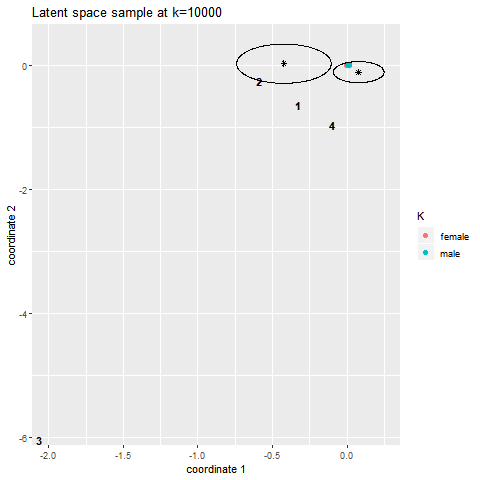 Latent space sample at k=10000
0
2
1
4
-2
-4
-6
3
coordinate 2
-2.0 -1.5 -1.0 -0.5 0.0
coordinate 1
K
female
male